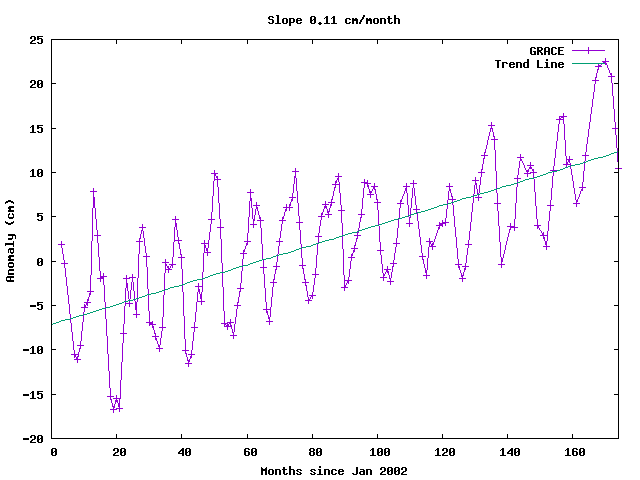 Slope 0.11 cm/month
25
GRACE
Trend Line
20
15
10
5
0
-5
-10
-15
-20
Anomaly (cm)
0 20 40 60 80 100 120 140 160
Months since Jan 2002